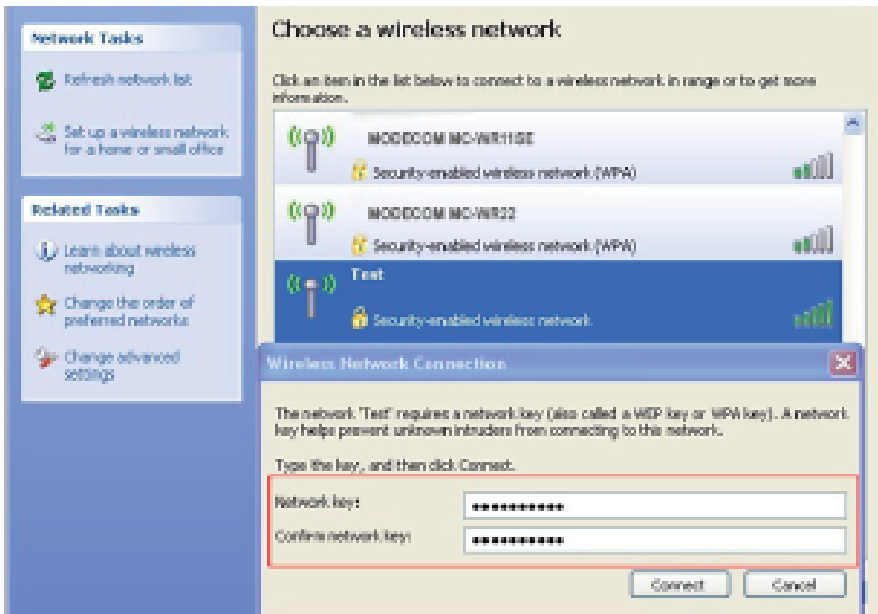 Network Tasks
Refresh network list
Set up a wireless network
for a home or small office
Related Tasks
Learn about wireless
networking
Change the order of
preferred networks
Change advanced
settings
Choose a wireless network
Click an item in the list below to connect to a wireless network in range or to get more
information.
MODECOM MC-WR11SE
Security-enabled wireless network (WPA)
MODECOM MC-WR22
Security-enabled wireless network (WPA)
Test
Security-enabled wireless network
Wireless Network Connection
The network 'Test' requires a network key (also called a WEP key or WPA key). A network
key helps prevent unknown intruders from connecting to this network.
Type the key, and then click Connect.
Network key: ••••••••••
Confirm network key: ••••••••••
Connect Cancel